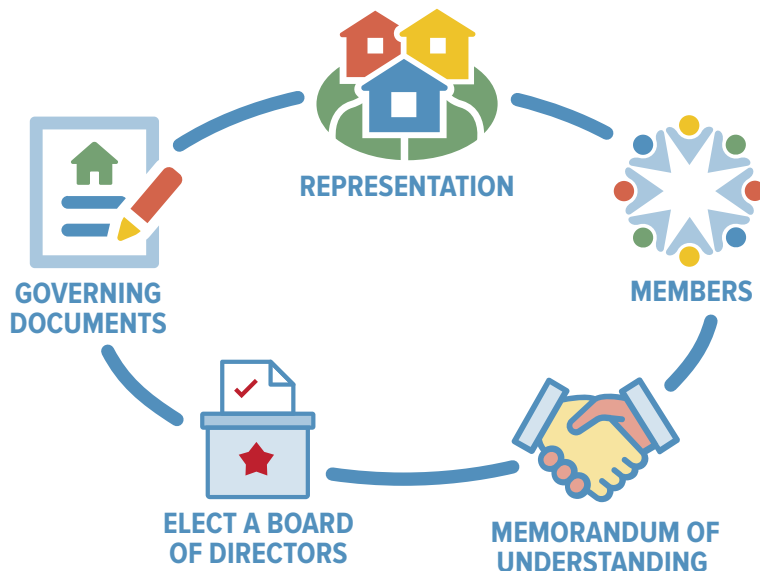 REPRESENTATION
MEMBERS
GOVERNING
DOCUMENTS
ELECT A BOARD
OF DIRECTORS
MEMORANDUM OF
UNDERSTANDING